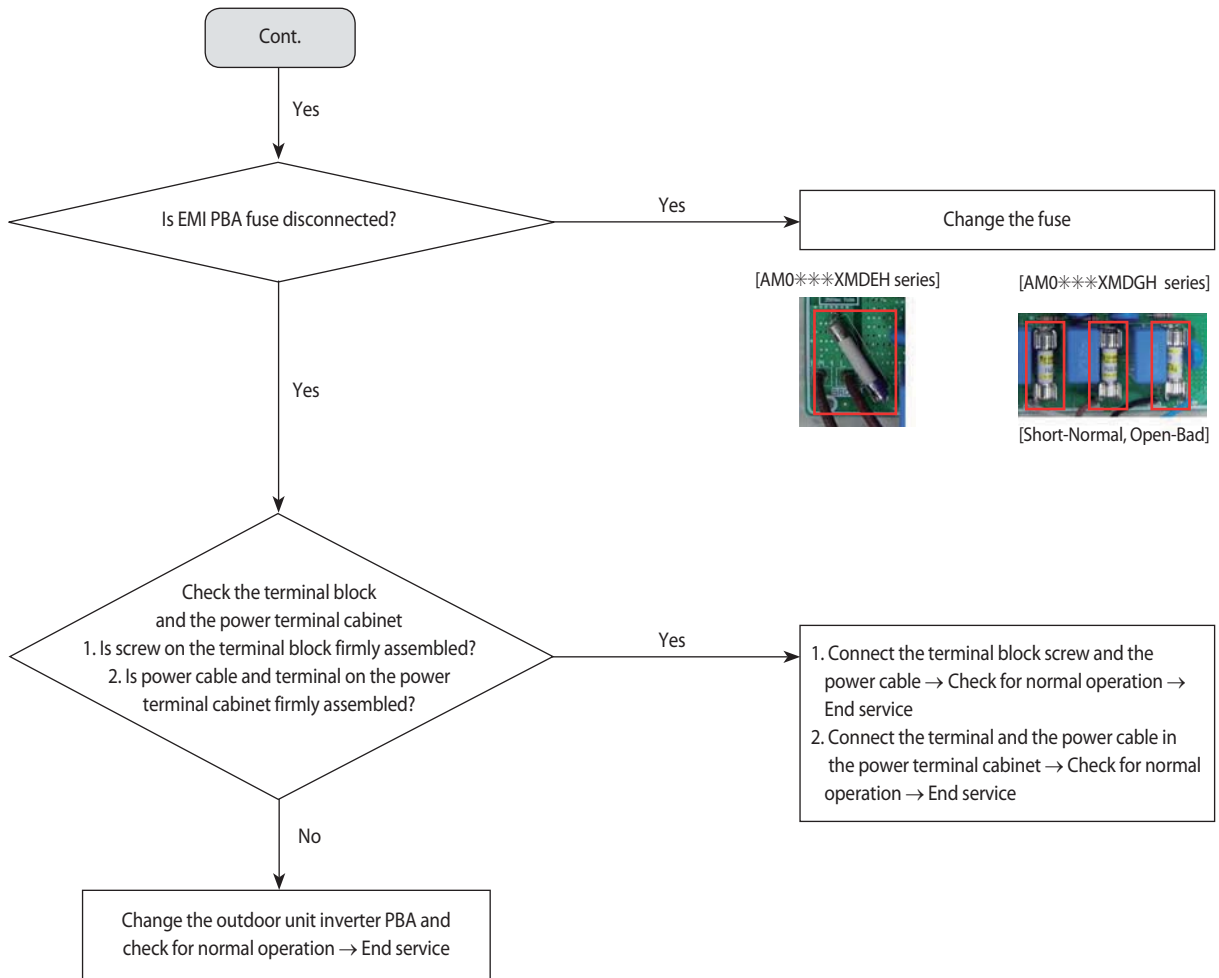 Cont.
Yes
Is EMI PBA fuse disconnected?
Yes
Change the fuse
[AM0✳✳✳XMDEH series]
[AM0✳✳✳XMDGH series]
[Short-Normal, Open-Bad]
Yes
Check the terminal block
and the power terminal cabinet
1. Is screw on the terminal block firmly assembled?
2. Is power cable and terminal on the power
terminal cabinet firmly assembled?
Yes
1. Connect the terminal block screw and the
power cable → Check for normal operation →
End service
2. Connect the terminal and the power cable in
the power terminal cabinet → Check for normal
operation → End service
No
Change the outdoor unit inverter PBA and
check for normal operation → End service